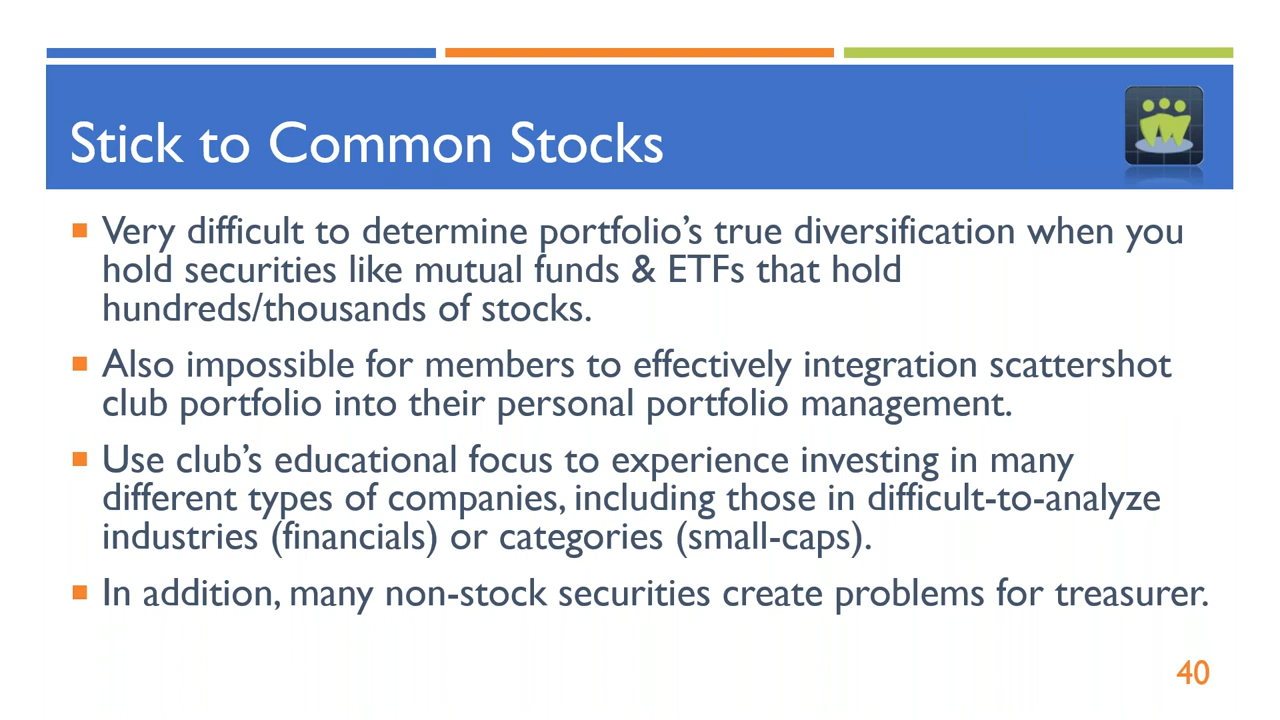 Stick to Common Stocks
Very difficult to determine portfolio’s true diversification when you
hold securities like mutual funds & ETFs that hold
hundreds/thousands of stocks.
Also impossible for members to effectively integration scattershot
club portfolio into their personal portfolio management.
Use club’s educational focus to experience investing in many
different types of companies, including those in difficult-to-analyze
industries (financials) or categories (small-caps).
In addition, many non-stock securities create problems for treasurer.
40